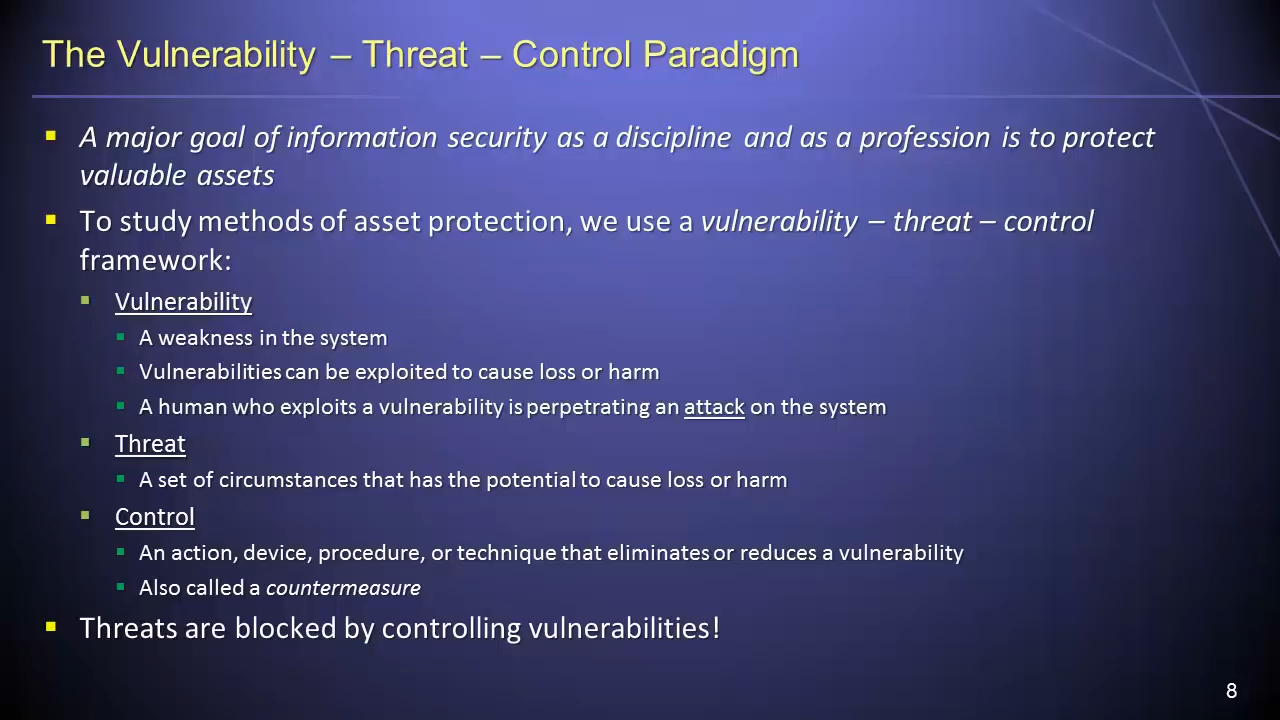 The Vulnerability – Threat – Control Paradigm
A major goal of information security as a discipline and as a profession is to protect
valuable assets
To study methods of asset protection, we use a vulnerability – threat – control
framework:
Vulnerability
A weakness in the system
Vulnerabilities can be exploited to cause loss or harm
A human who exploits a vulnerability is perpetrating an attack on the system
Threat
A set of circumstances that has the potential to cause loss or harm
Control
An action, device, procedure, or technique that eliminates or reduces a vulnerability
Also called a countermeasure
Threats are blocked by controlling vulnerabilities!
8